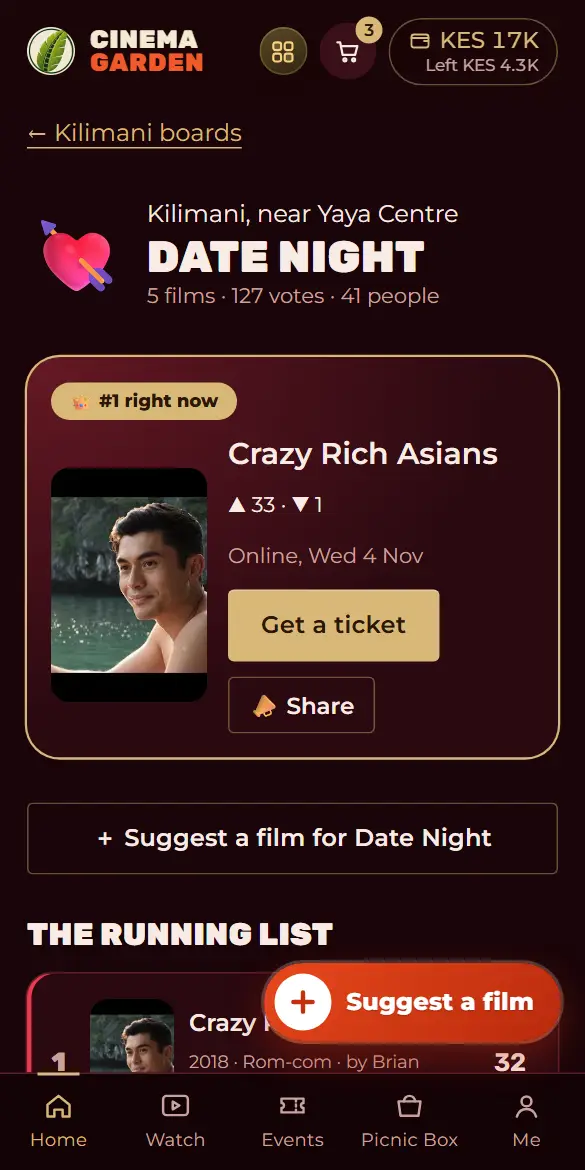 CINEMA
GARDEN
3
KES 17K
Left KES 4.3K
← Kilimani boards
Kilimani, near Yaya Centre
DATE NIGHT
5 films · 127 votes · 41 people
#1 right now
Crazy Rich Asians
▲ 33 · ▼ 1
Online, Wed 4 Nov
Get a ticket
Share
+ Suggest a film for Date Night
THE RUNNING LIST
Suggest a film
Crazy
1
2018 · Rom-com · by Brian
32
Home
Watch
Events
Picnic Box
Me